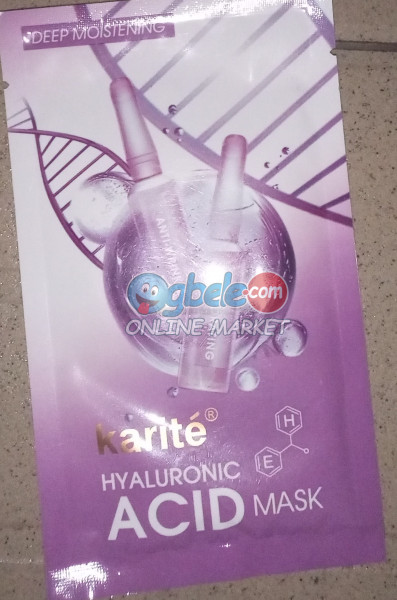 DEEP MOISTENING
Ogbele.com
ONLINE MARKET
karité®
HYALURONIC
ACID MASK
H
E